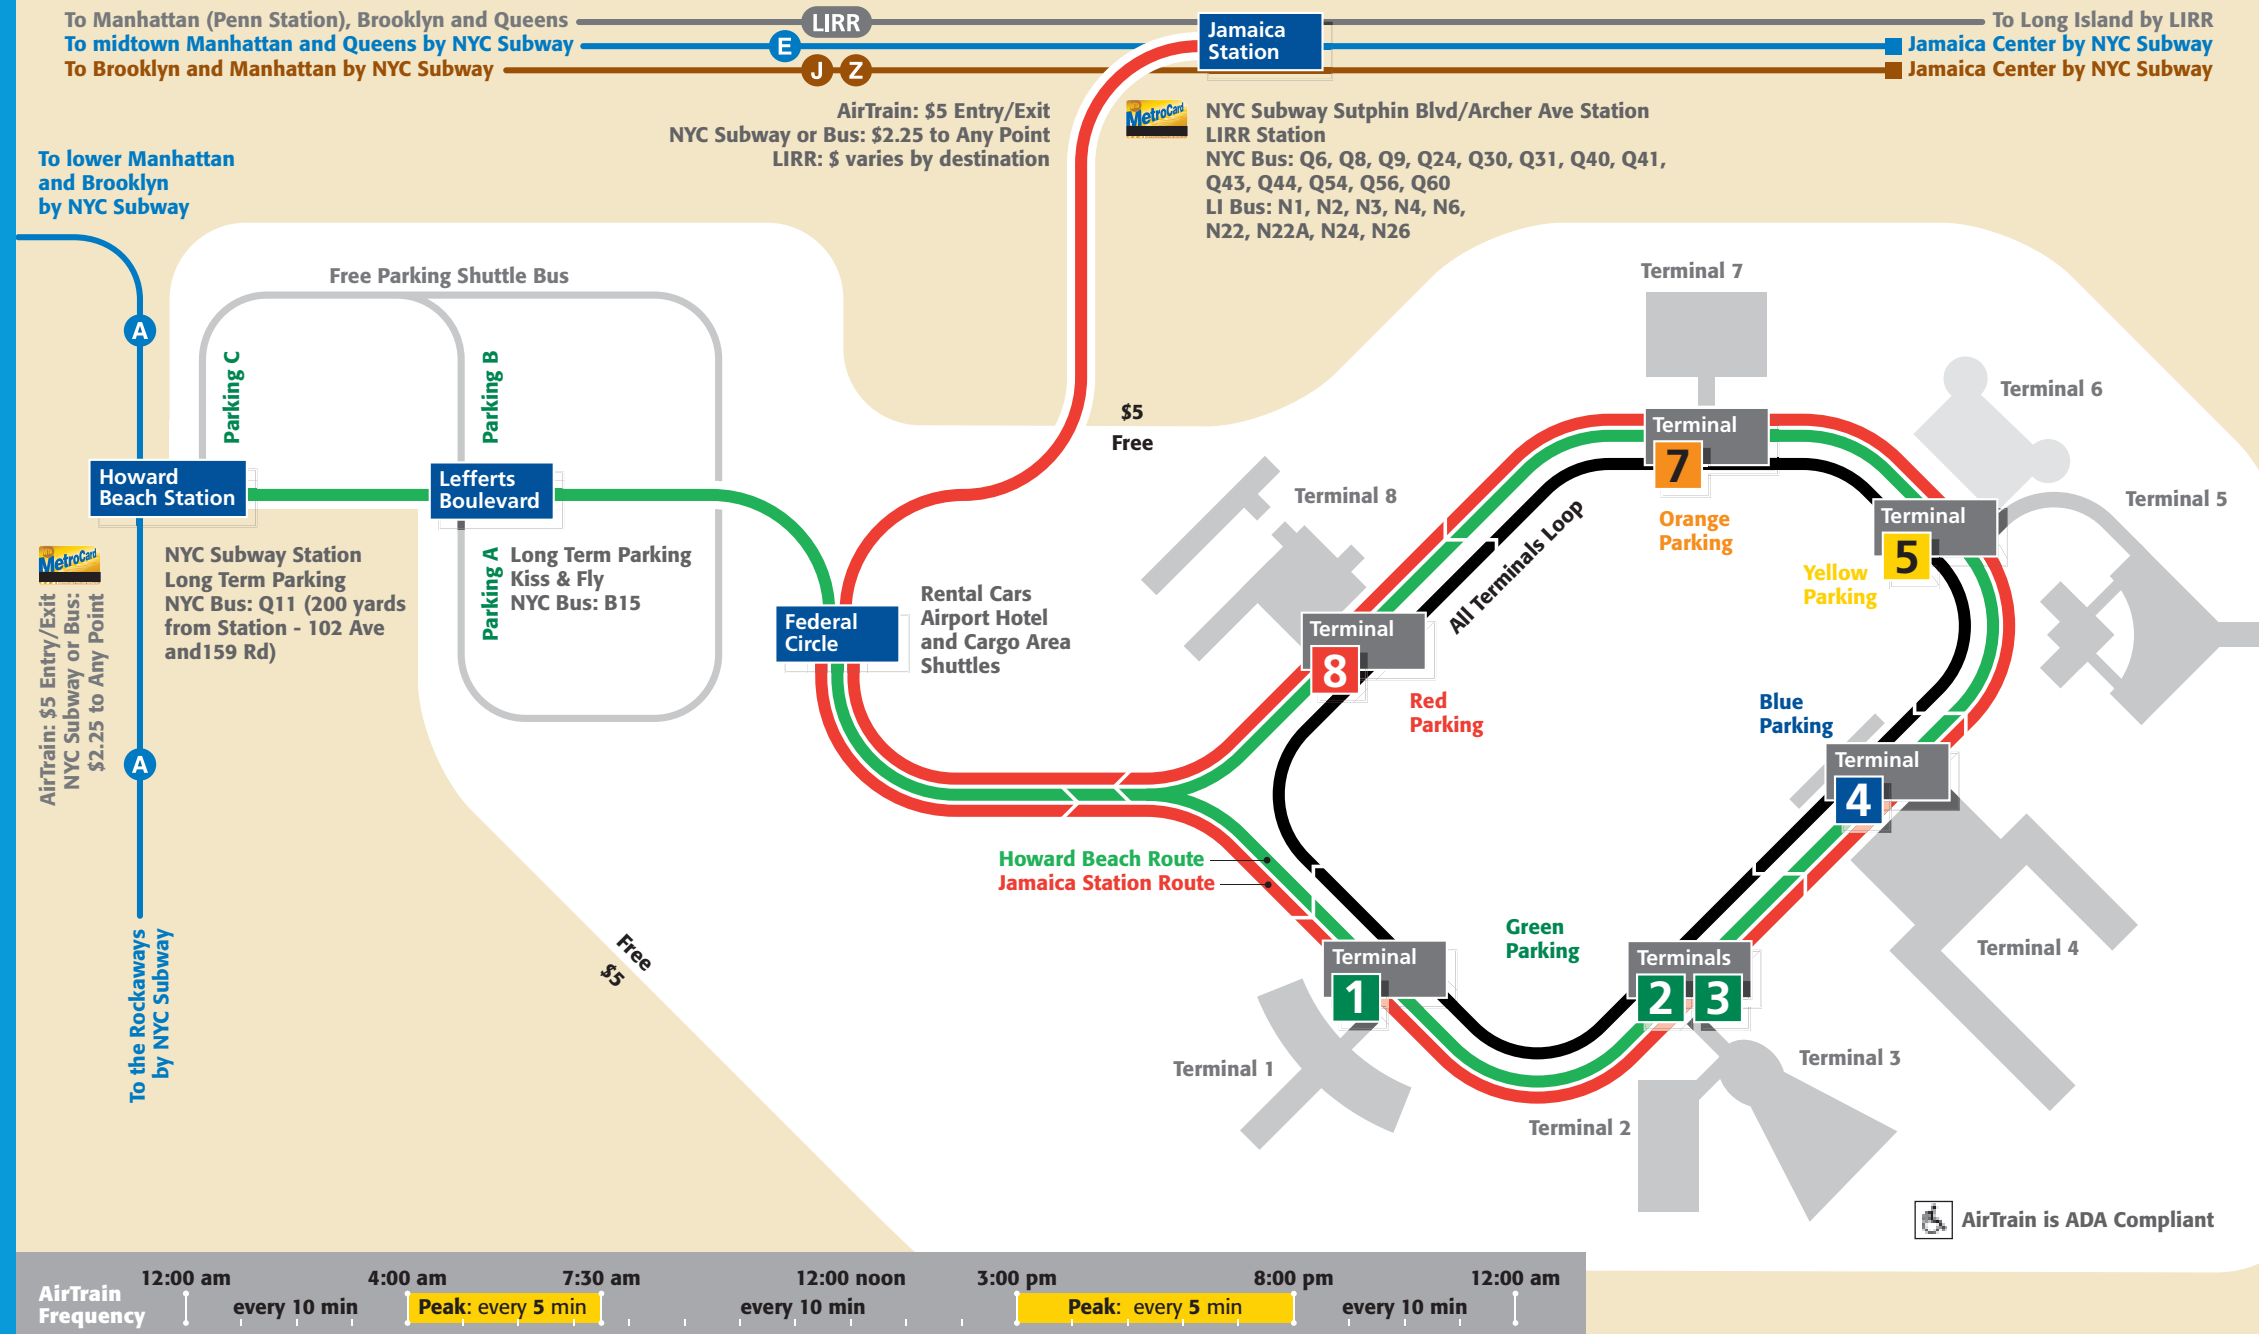 To Manhattan (Penn Station), Brooklyn and Queens
LIRR
To Long Island by LIRR
To midtown Manhattan and Queens by NYC Subway
E
Jamaica Center by NYC Subway
To Brooklyn and Manhattan by NYC Subway
J Z
Jamaica Center by NYC Subway
Jamaica
Station
AirTrain: $5 Entry/Exit
NYC Subway or Bus: $2.25 to Any Point
LIRR: $ varies by destination
MetroCard
NYC Subway Sutphin Blvd/Archer Ave Station
LIRR Station
NYC Bus: Q6, Q8, Q9, Q24, Q30, Q31, Q40, Q41,
Q43, Q44, Q54, Q56, Q60
LI Bus: N1, N2, N3, N4, N6,
N22, N22A, N24, N26
To lower Manhattan
and Brooklyn
by NYC Subway
A
Free Parking Shuttle Bus
Parking C
Parking B
Howard
Beach Station
Lefferts
Boulevard
MetroCard
AirTrain: $5 Entry/Exit
NYC Subway or Bus:
$2.25 to Any Point
NYC Subway Station
Long Term Parking
NYC Bus: Q11 (200 yards
from Station - 102 Ave
and159 Rd)
Parking A
Long Term Parking
Kiss & Fly
NYC Bus: B15
A
To the Rockaways
by NYC Subway
Federal
Circle
Rental Cars
Airport Hotel
and Cargo Area
Shuttles
$5
Free
Free
$5
Howard Beach Route
Jamaica Station Route
All Terminals Loop
Terminal 7
Terminal
7
Orange
Parking
Terminal 6
Terminal 5
Terminal
5
Yellow
Parking
Terminal 8
Terminal
8
Red
Parking
Blue
Parking
Terminal
4
Terminal 4
Green
Parking
Terminal
1
Terminal 1
Terminals
2 3
Terminal 3
Terminal 2
AirTrain is ADA Compliant
AirTrain
Frequency
12:00 am 4:00 am 7:30 am 12:00 noon 3:00 pm 8:00 pm 12:00 am
every 10 min Peak: every 5 min every 10 min Peak: every 5 min every 10 min